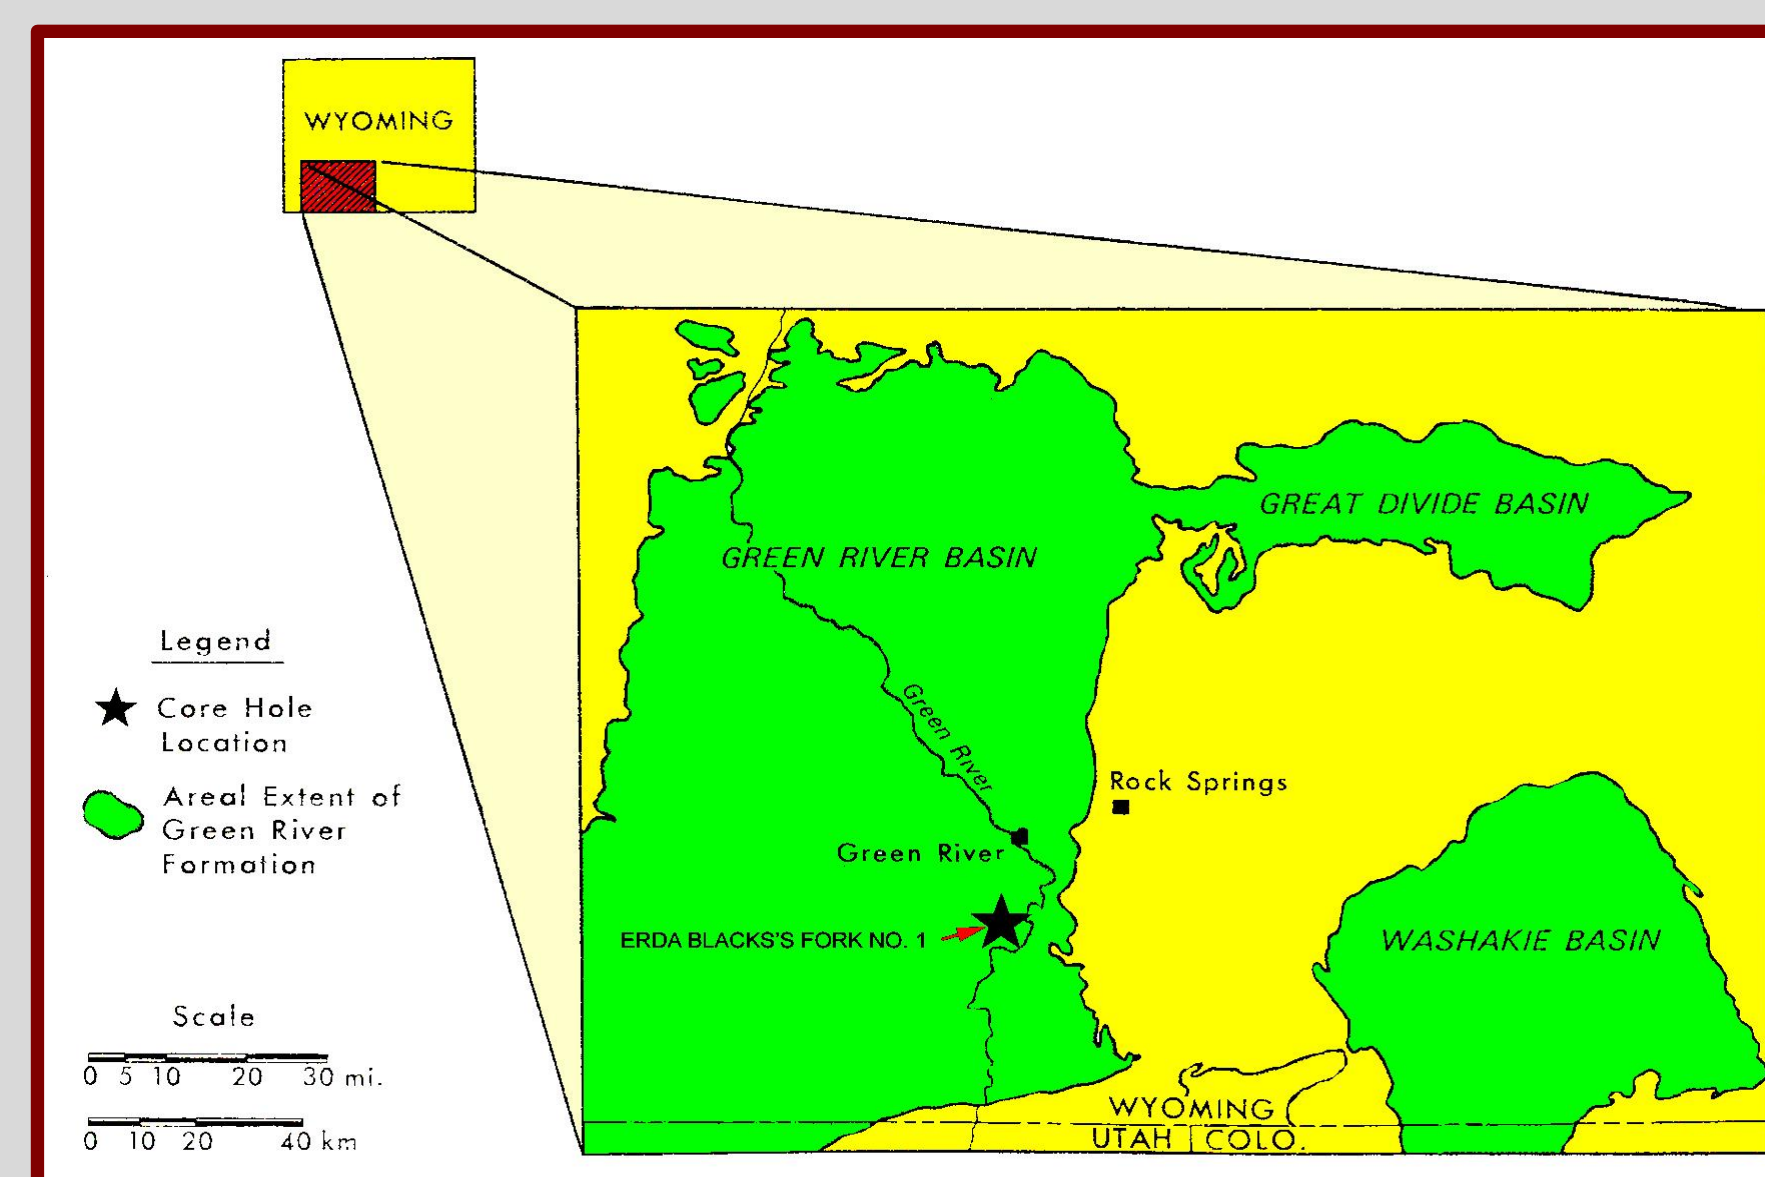 WYOMING
GREAT DIVIDE BASIN
GREEN RIVER BASIN
Legend
Core Hole
Location
Areal Extent of
Green River
Formation
Green River
Rock Springs
Green River
ERDA BLACKS'S FORK NO. 1
WASHAKIE BASIN
Scale
0 5 10 20 30 mi.
0 10 20 40 km
WYOMING
UTAH COLO.